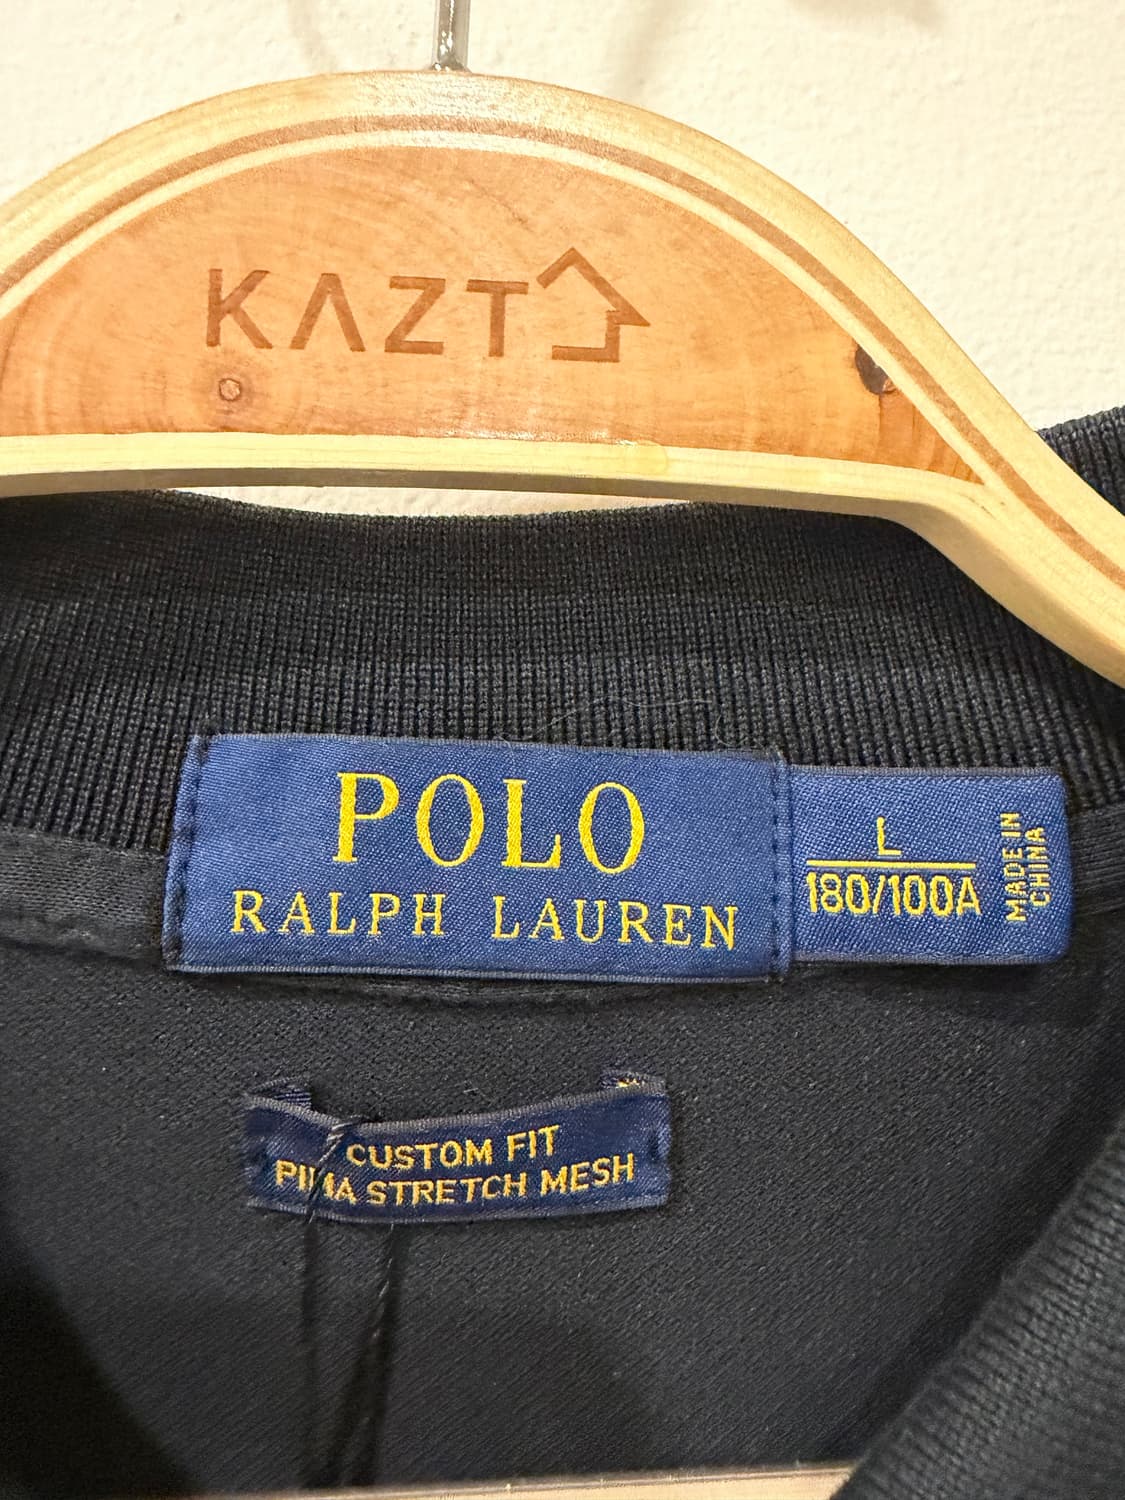 KAZT
POLO
RALPH LAUREN
L
180/100A
MADE IN
CHINA
CUSTOM FIT
PIMA STRETCH MESH